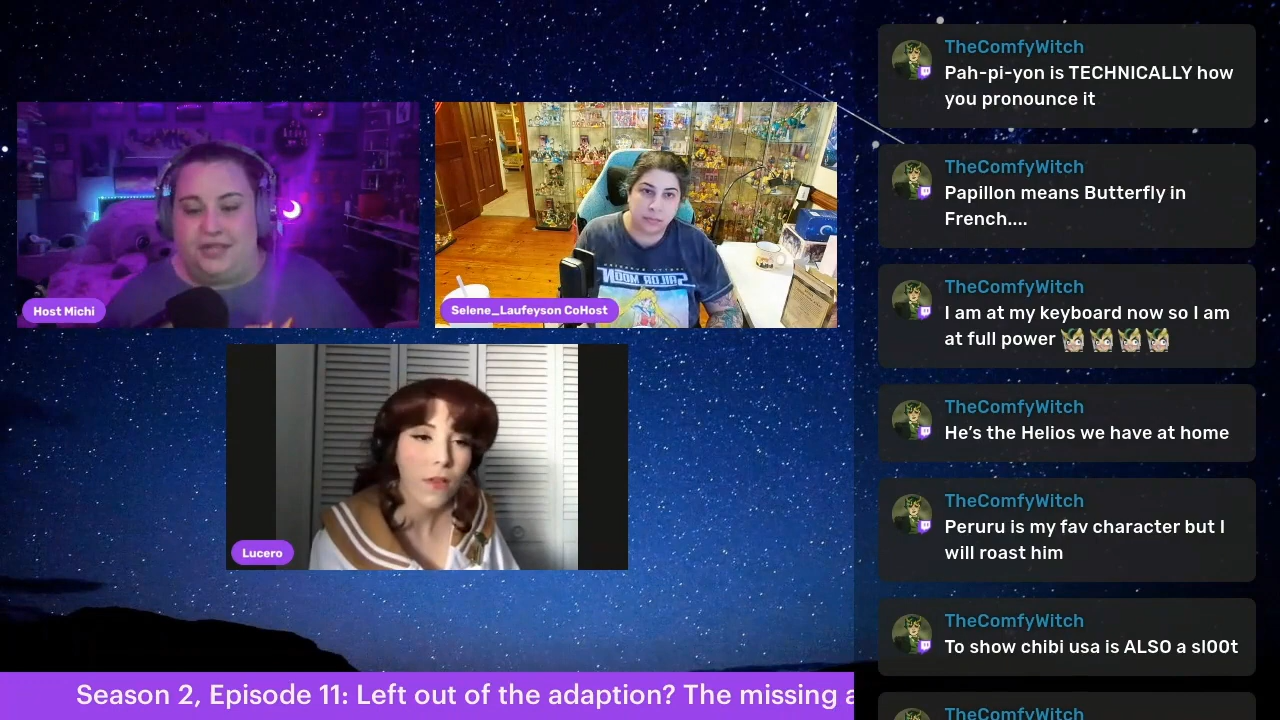 Host Michi
SAILOR MOON
Selene_Laufeyson CoHost
Lucero
Season 2, Episode 11: Left out of the adaption? The missing a
TheComfyWitch
Pah-pi-yon is TECHNICALLY how
you pronounce it
TheComfyWitch
Papillon means Butterfly in
French....
TheComfyWitch
I am at my keyboard now so I am
at full power
TheComfyWitch
He's the Helios we have at home
TheComfyWitch
Peruru is my fav character but I
will roast him
TheComfyWitch
To show chibi usa is ALSO a sl00t
TheComfyWitch